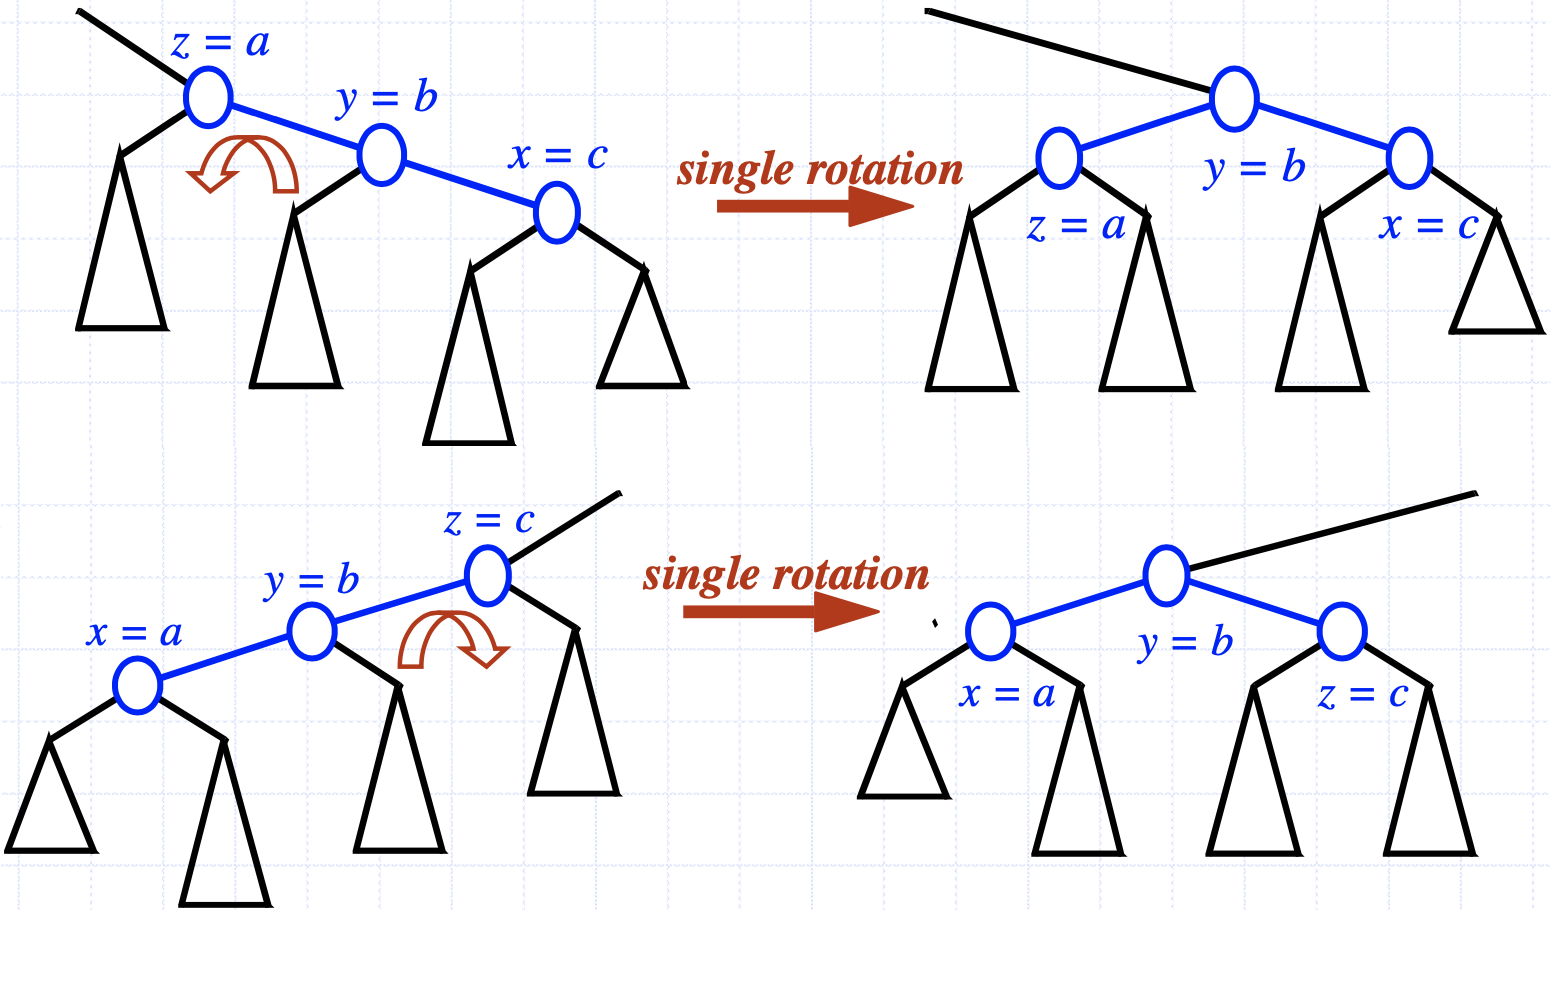 z = a
y = b
x = c
single rotation
y = b
z = a
x = c
z = c
y = b
x = a
single rotation
y = b
x = a
z = c